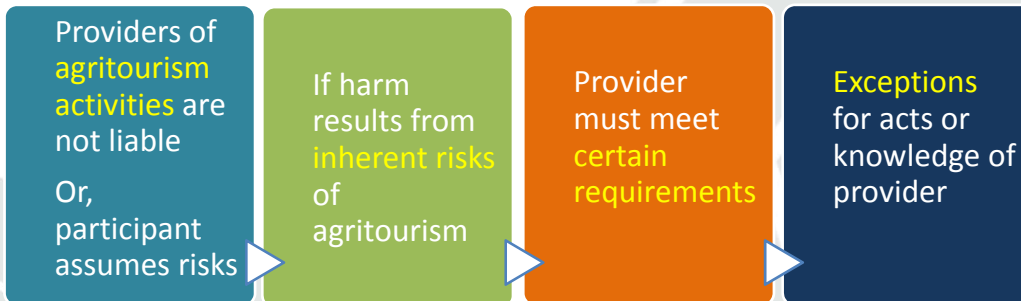 Providers of
agritourism
activities are
not liable
Or,
participant
assumes risks
If harm
results from
inherent risks
of
agritourism
Provider
must meet
certain
requirements
Exceptions
for acts or
knowledge of
provider